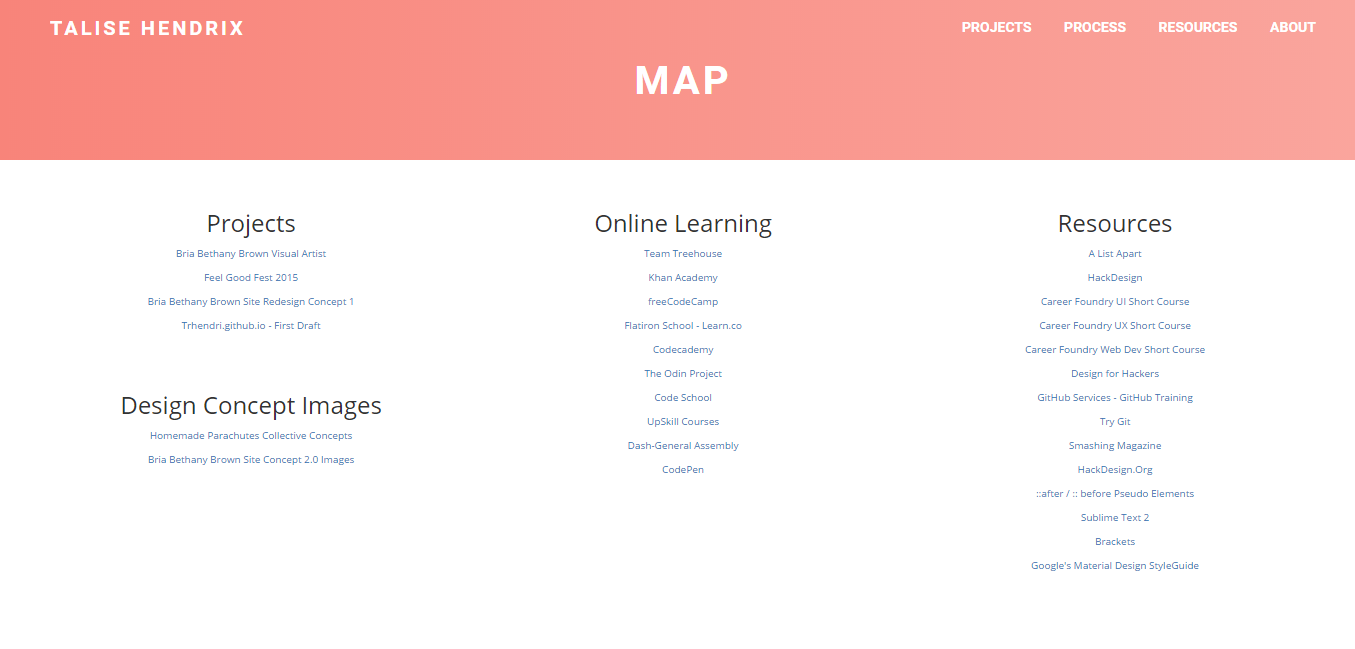 TALISE HENDRIX
PROJECTS PROCESS RESOURCES ABOUT
MAP
Projects
Bria Bethany Brown Visual Artist
Feel Good Fest 2015
Bria Bethany Brown Site Redesign Concept 1
Trhendri.github.io - First Draft
Design Concept Images
Homemade Parachutes Collective Concepts
Bria Bethany Brown Site Concept 2.0 Images
Online Learning
Team Treehouse
Khan Academy
freeCodeCamp
Flatiron School - Learn.co
Codecademy
The Odin Project
Code School
UpSkill Courses
Dash-General Assembly
CodePen
Resources
A List Apart
HackDesign
Career Foundry UI Short Course
Career Foundry UX Short Course
Career Foundry Web Dev Short Course
Design for Hackers
GitHub Services - GitHub Training
Try Git
Smashing Magazine
HackDesign.Org
::after / :: before Pseudo Elements
Sublime Text 2
Brackets
Google's Material Design StyleGuide